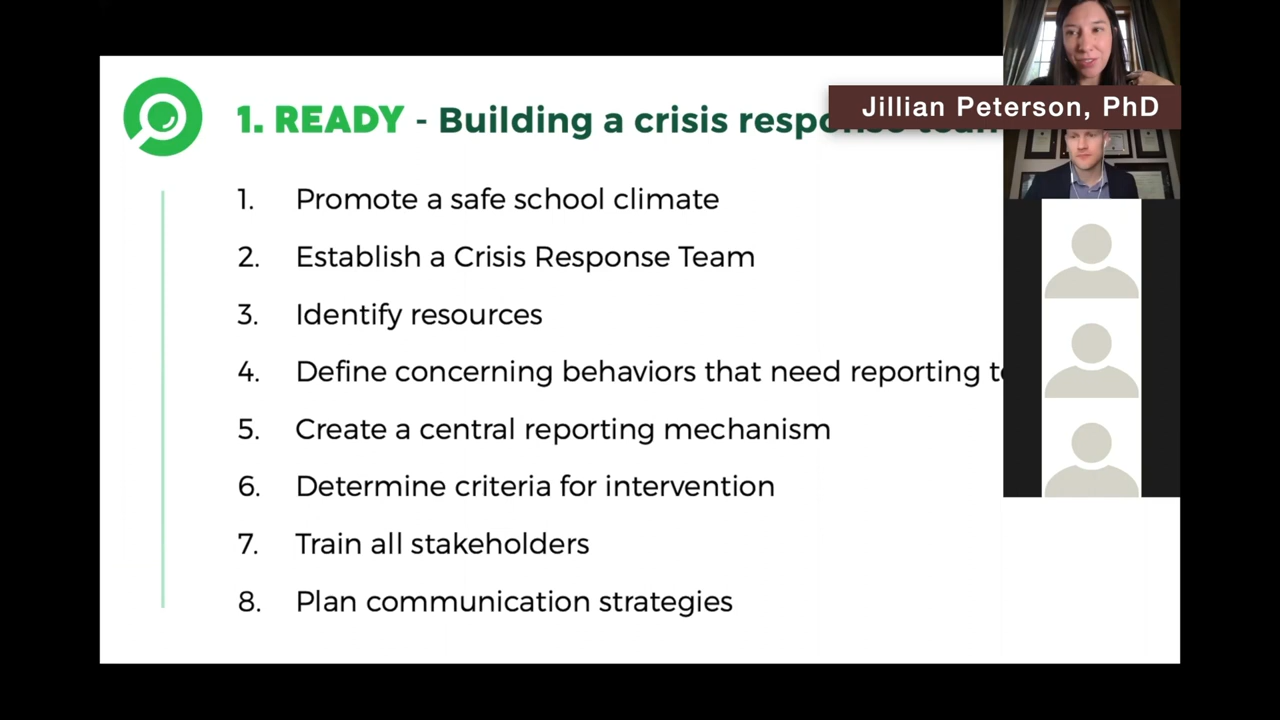 1. READY - Building a crisis resp
Jillian Peterson, PhD
1. Promote a safe school climate
2. Establish a Crisis Response Team
3. Identify resources
4. Define concerning behaviors that need reporting
5. Create a central reporting mechanism
6. Determine criteria for intervention
7. Train all stakeholders
8. Plan communication strategies